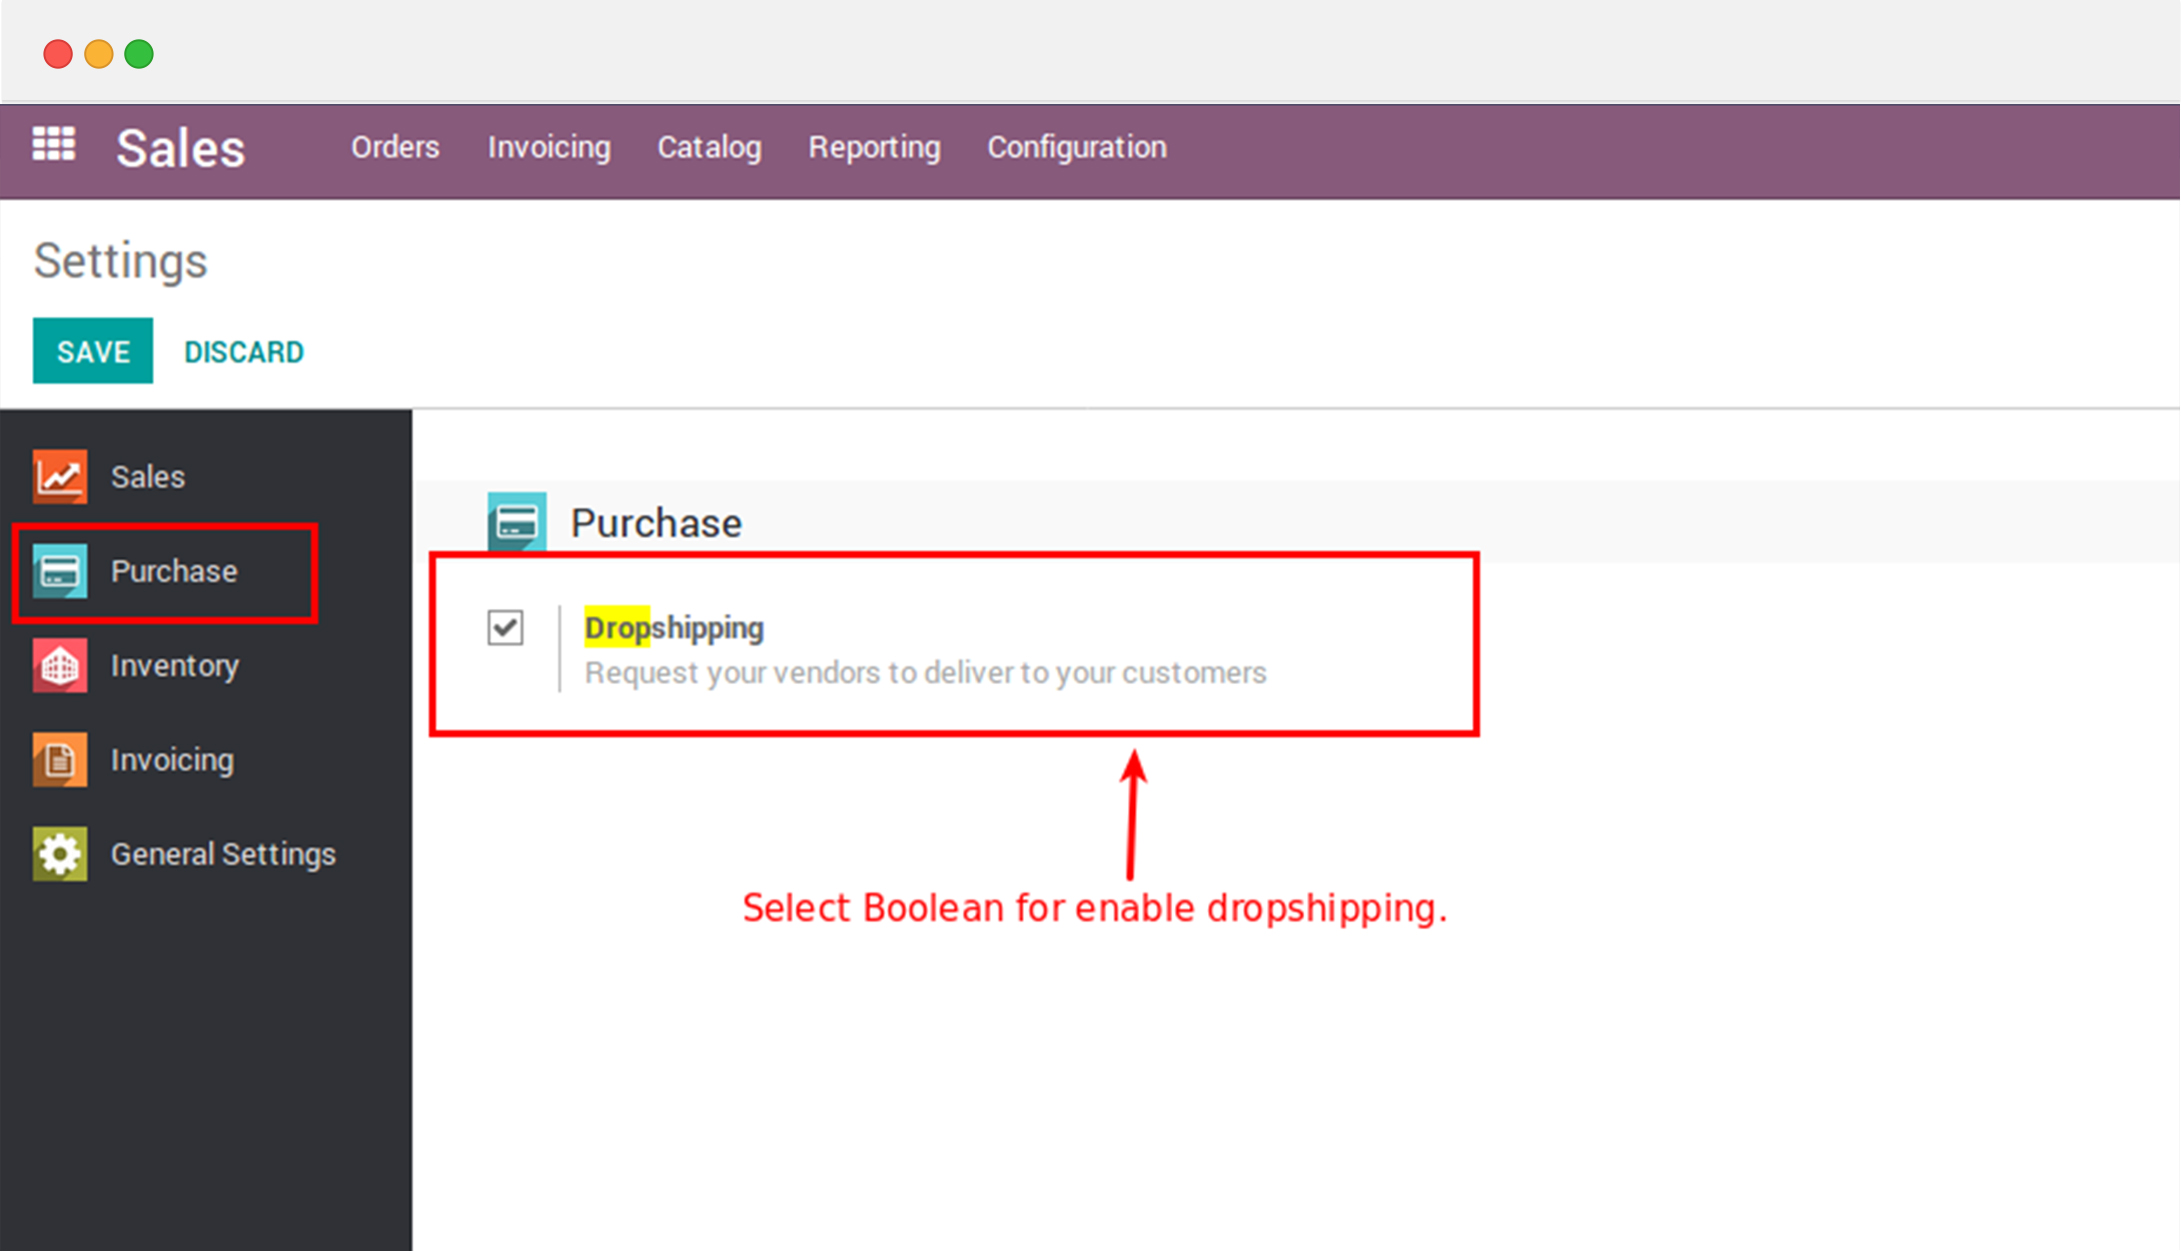 Sales Orders Invoicing Catalog Reporting Configuration
Settings
SAVE DISCARD
Sales
Purchase
Inventory
Invoicing
General Settings
Purchase
Dropshipping
Request your vendors to deliver to your customers
Select Boolean for enable dropshipping.